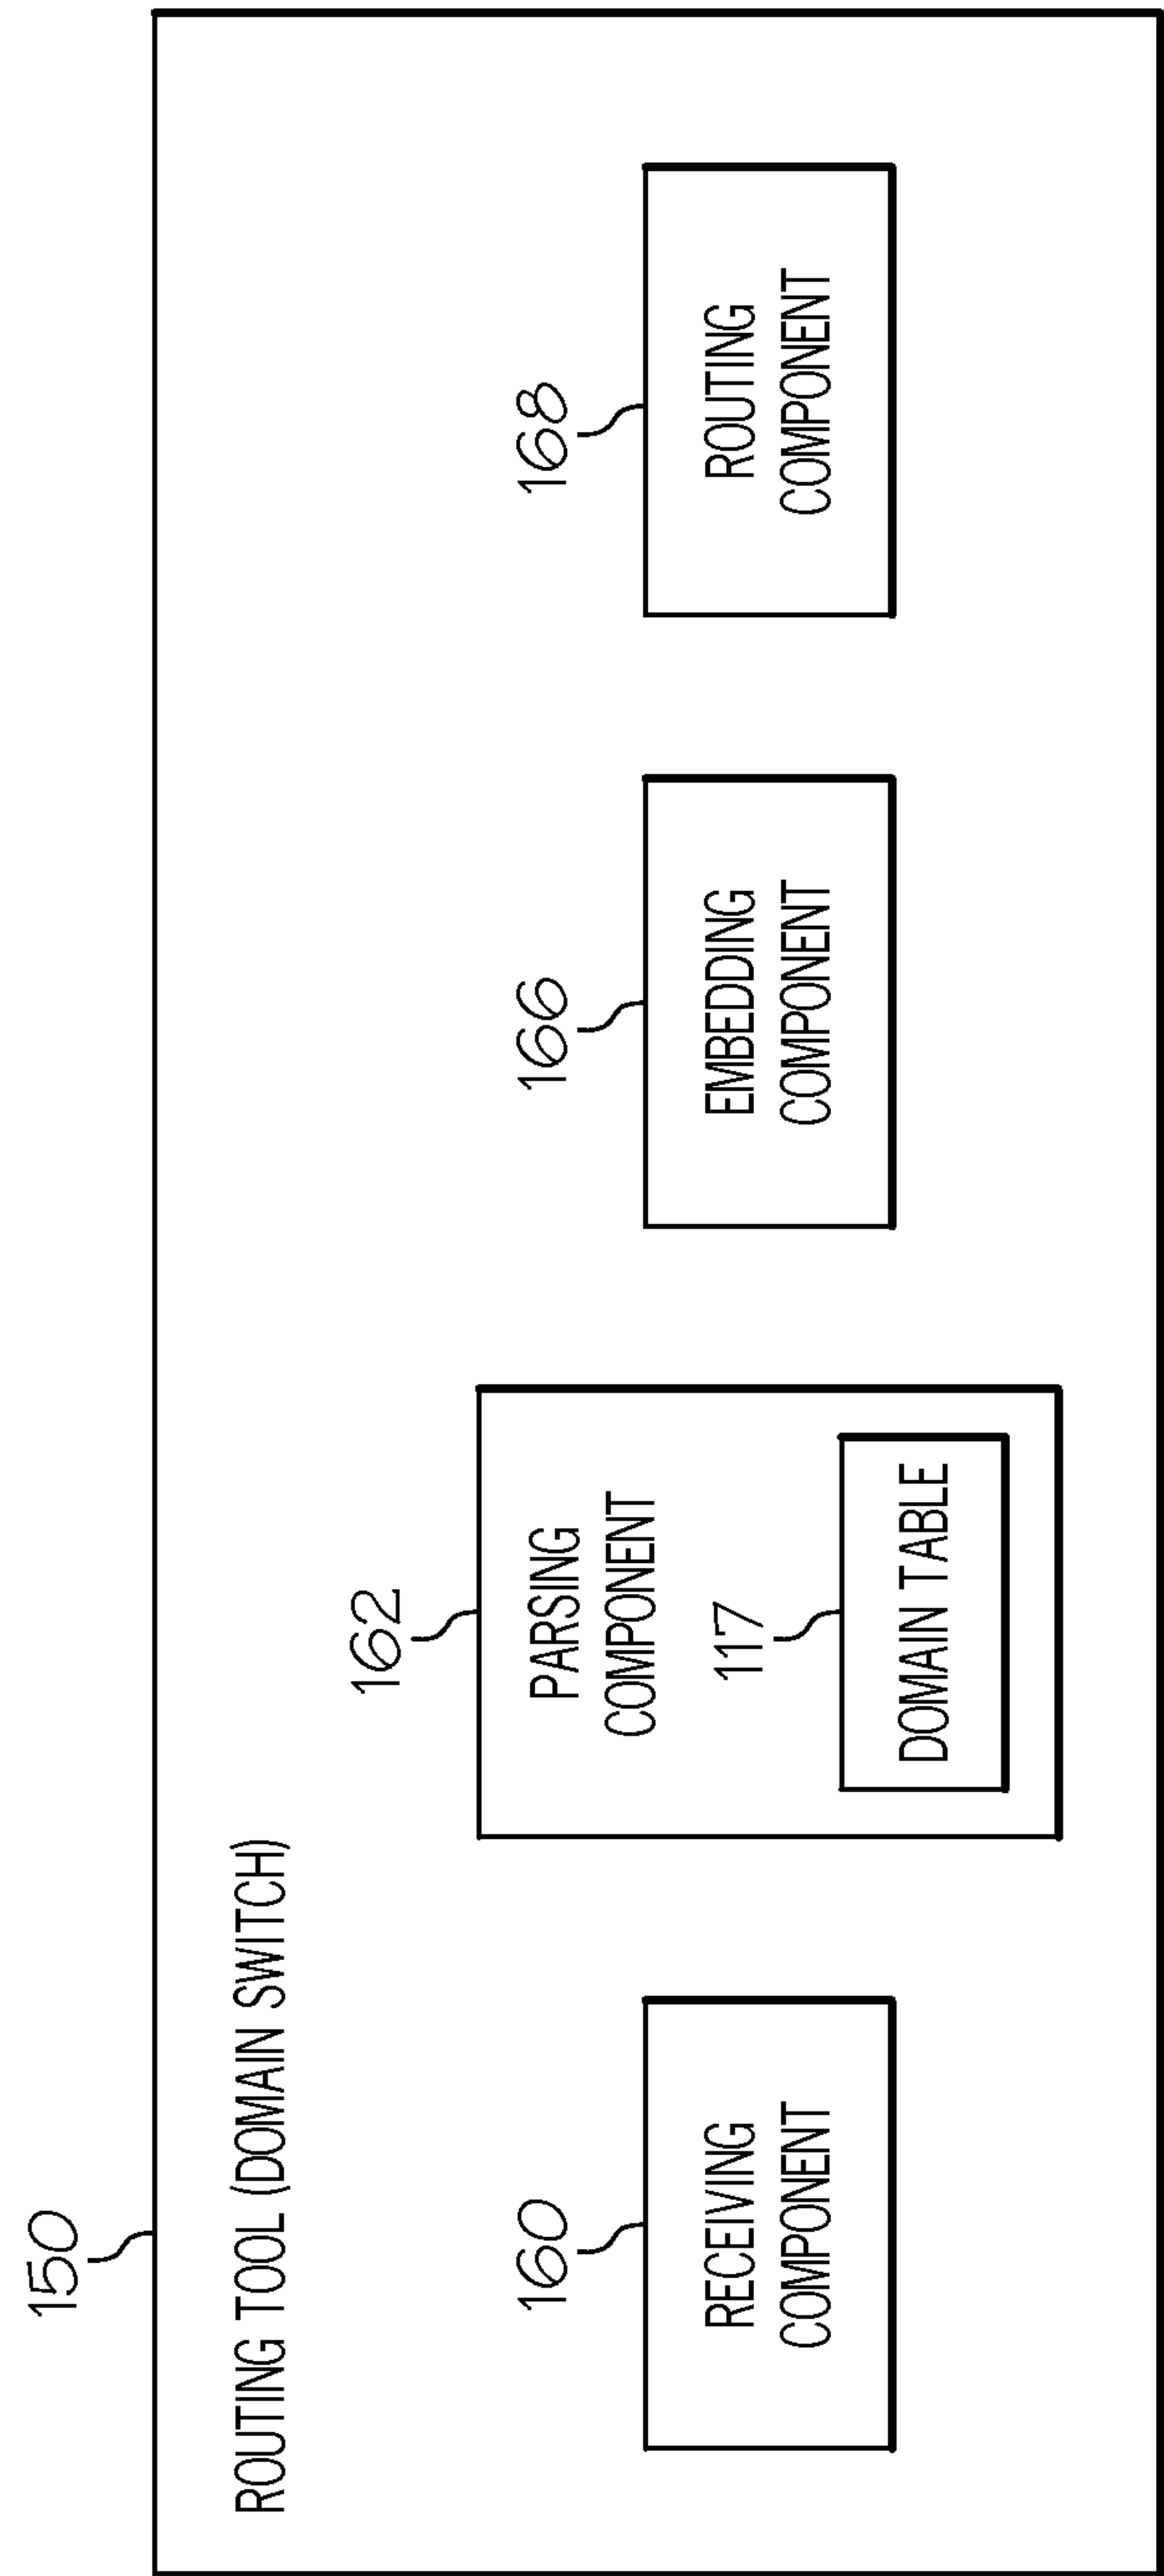 150
ROUTING TOOL (DOMAIN SWITCH)
160
RECEIVING
COMPONENT
162
PARSING
COMPONENT
117
DOMAIN TABLE
166
EMBEDDING
COMPONENT
168
ROUTING
COMPONENT